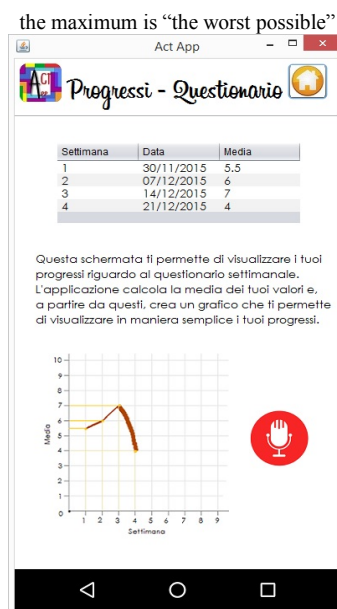 the maximum is “the worst possible”
Act App
ACT
App
Progressi - Questionario
Settimana Data Media
1 30/11/2015 5.5
2 07/12/2015 6
3 14/12/2015 7
4 21/12/2015 4
Questa schermata ti permette di visualizzare i tuoi
progressi riguardo al questionario settimanale.
L'applicazione calcola la media dei tuoi valori e,
a partire da questi, crea un grafico che ti permette
di visualizzare in maniera semplice i tuoi progressi.
10
9
8
7
6
5
4
3
2
1
0
Media
1 2 3 4 5 6 7 8 9
Settimana